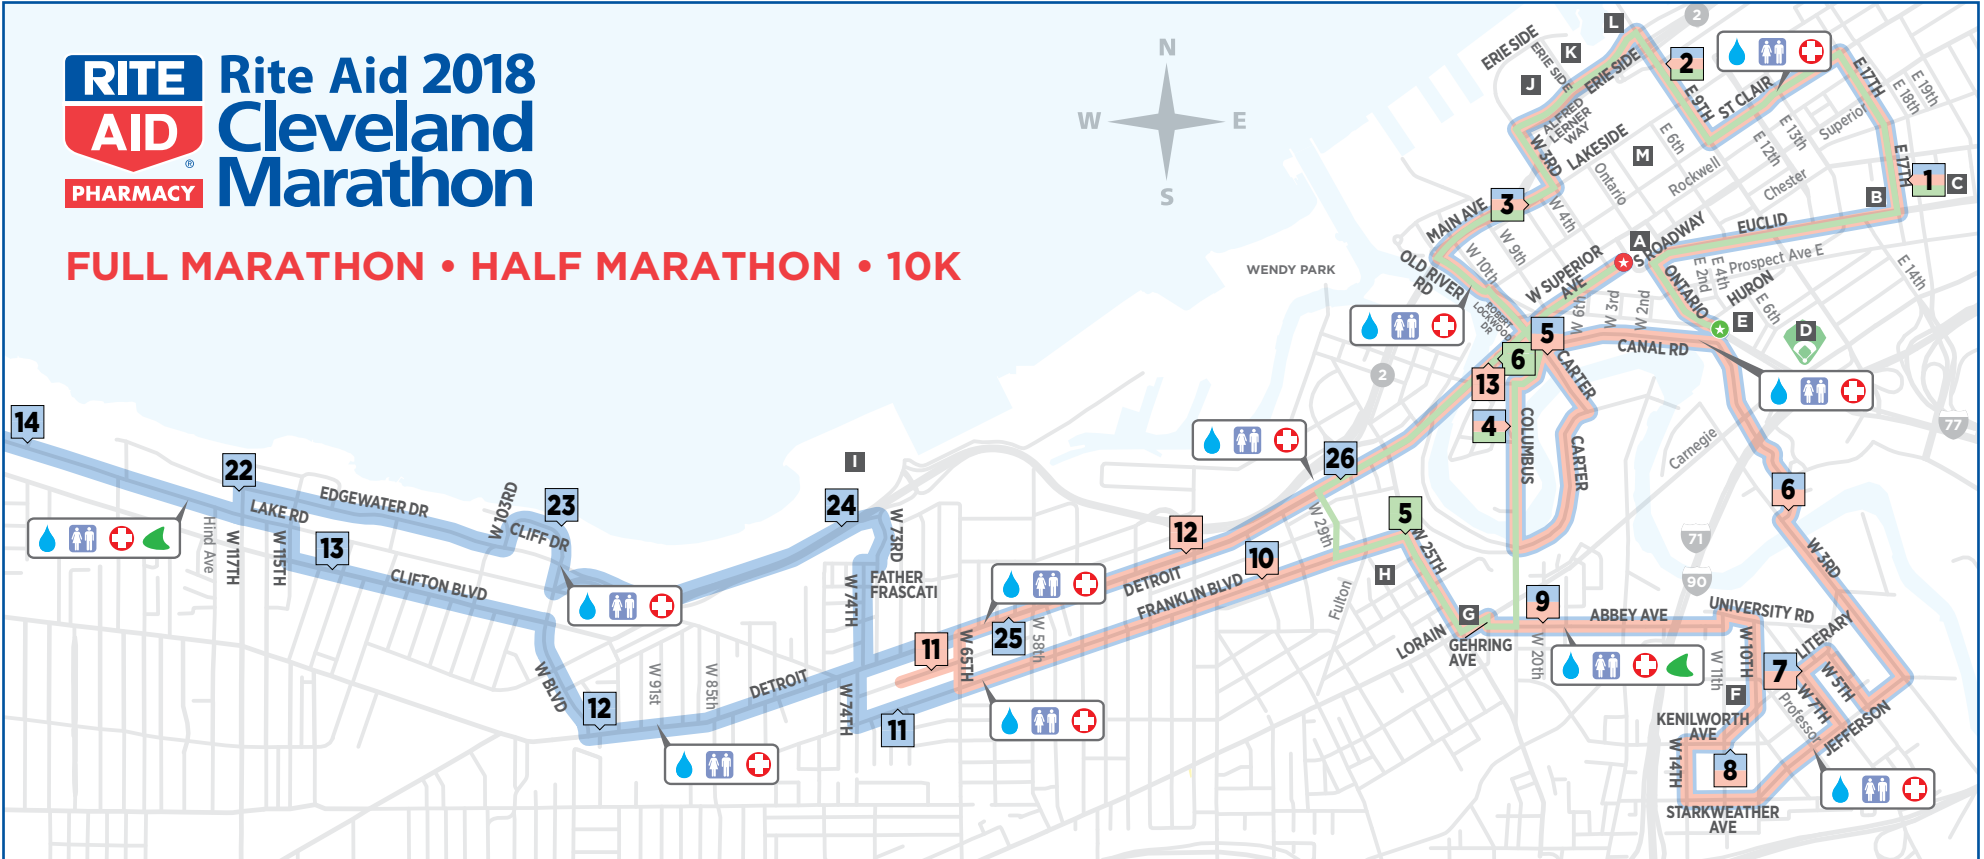 RITE
AID
®
PHARMACY
Rite Aid 2018
Cleveland
Marathon
FULL MARATHON • HALF MARATHON • 10K
N
W
E
S
L
2
K
J
ERIE SIDE
ERIE SIDE
ERIE SIDE
2
E 9TH
ST CLAIR
E 17TH
E 19th
E 18th
ALFRED
LERNER
WAY
W 3RD
LAKESIDE
M
E 6th
E 13th
E 12th
Superior
Ontario
Rockwell
Chester
E 17TH
1
C
B
3
MAIN AVE
W 4th
W 9th
W 10th
OLD RIVER
RD
ROBERT
LOCKWOOD
DR
W SUPERIOR
AVE
A
S ROADWAY
EUCLID
Prospect Ave E
E 14th
E 2nd
E 4th
ONTARIO
HURON
E 6th
W 6th
W 3rd
W 2nd
E
D
WENDY PARK
2
5
6
13
4
CANAL RD
CARTER
CARTER
COLUMBUS
Carnegie
77
71
90
14
22
LAKE RD
EDGEWATER DR
W 103RD
23
CLIFF DR
I
24
W 73RD
FATHER
FRASCATI
W 74TH
Hind Ave
W 117TH
W 115TH
13
CLIFTON BLVD
W BLVD
12
W 91st
W 85th
DETROIT
W 74TH
11
11
W 65TH
25
W 58th
12
DETROIT
10
FRANKLIN BLVD
26
W 29th
5
W 25TH
H
Fulton
G
LORAIN
GEHRING
AVE
9
W 20th
ABBEY AVE
UNIVERSITY RD
W 10TH
W 11th
F
KENILWORTH
AVE
W 14TH
8
STARKWEATHER
AVE
6
W 3RD
LITERARY
7
W 5TH
W 7TH
Professor
JEFFERSON